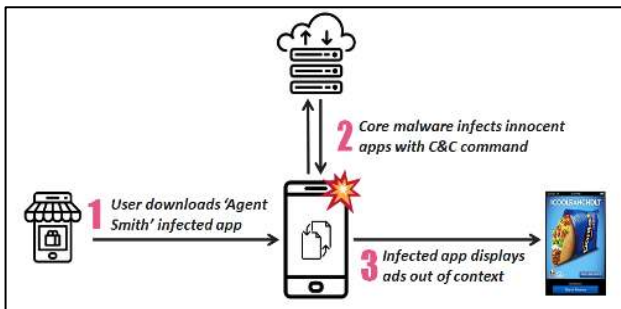 2 Core malware infects innocent
apps with C&C command
1 User downloads ‘Agent
Smith’ infected app
3 Infected app displays
ads out of context